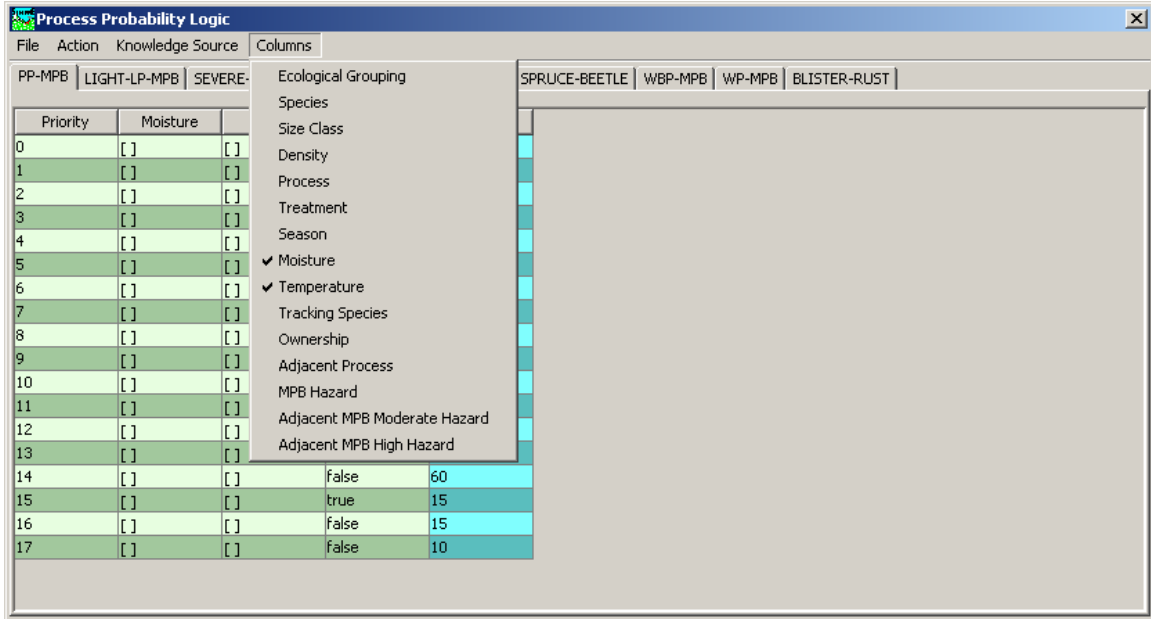 Process Probability Logic
File Action Knowledge Source Columns
PP-MPB LIGHT-LP-MPB SEVERE- SPRUCE-BEETLE WBP-MPB WP-MPB BLISTER-RUST
Ecological Grouping
Species
Size Class
Density
Process
Treatment
Season
Moisture
Temperature
Tracking Species
Ownership
Adjacent Process
MPB Hazard
Adjacent MPB Moderate Hazard
Adjacent MPB High Hazard
Priority Moisture
0 [ ] [ ]
1 [ ] [ ]
2 [ ] [ ]
3 [ ] [ ]
4 [ ] [ ]
5 [ ] [ ]
6 [ ] [ ]
7 [ ] [ ]
8 [ ] [ ]
9 [ ] [ ]
10 [ ] [ ]
11 [ ] [ ]
12 [ ] [ ]
13 [ ] [ ]
14 [ ] [ ] false 60
15 [ ] [ ] true 15
16 [ ] [ ] false 15
17 [ ] [ ] false 10